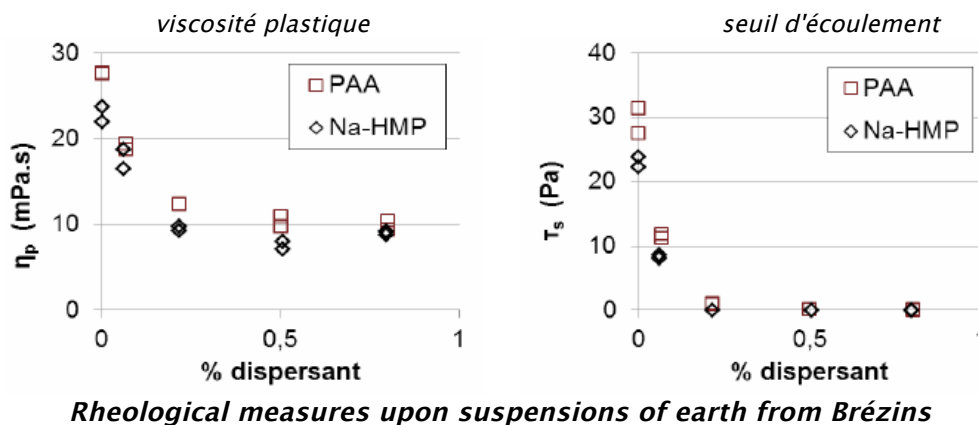 viscosité plastique
seuil d'écoulement
30
20
10
0
ηp (mPa.s)
PAA
Na-HMP
0
0,5
1
% dispersant
40
30
20
10
0
τs (Pa)
PAA
Na-HMP
0
0,5
1
% dispersant
Rheological measures upon suspensions of earth from Brézins